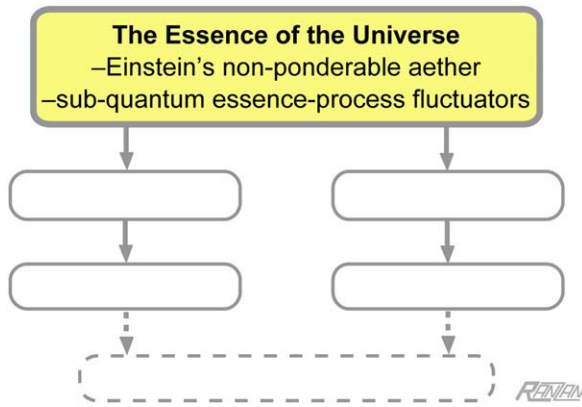 The Essence of the Universe
–Einstein's non-ponderable aether
–sub-quantum essence-process fluctuators